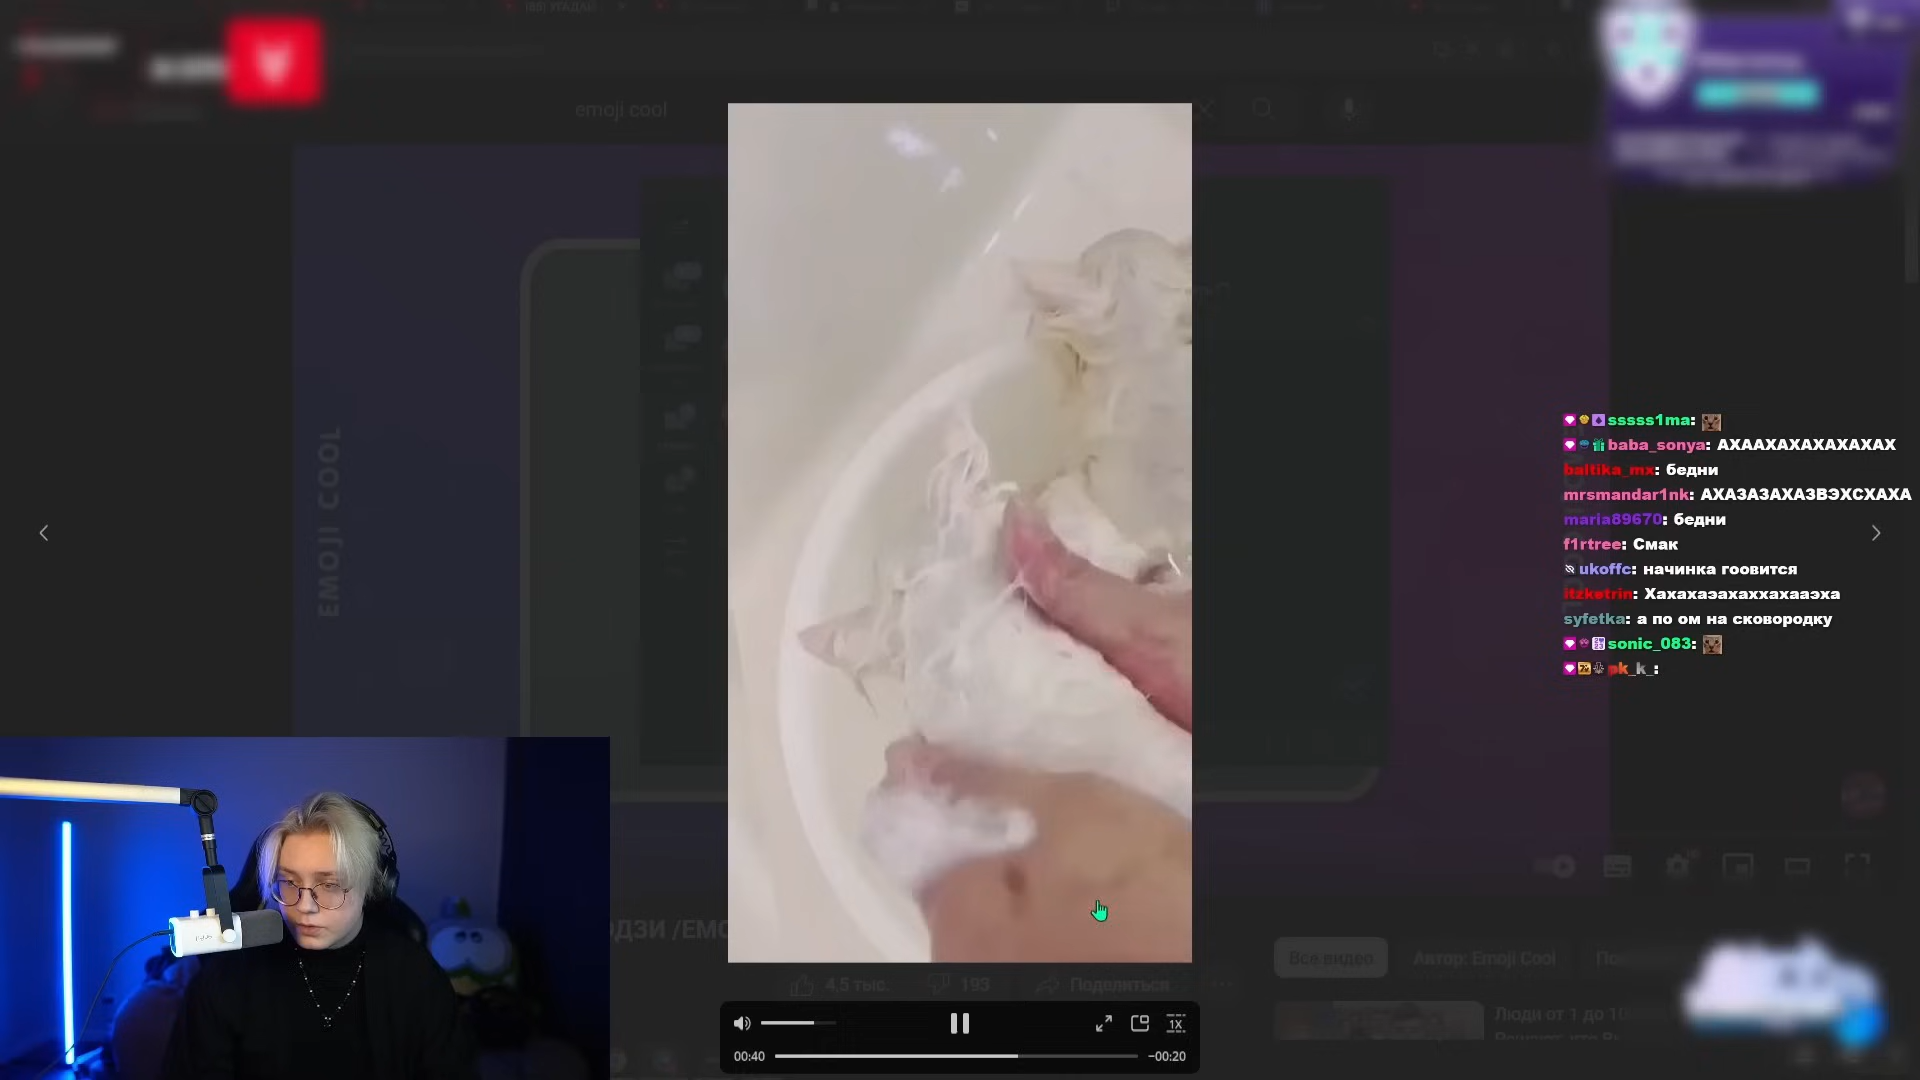 emoji cool
EMOJI COOL
sssss1ma:
baba_sonya: АХААХАХАХАХАХАХ
baltika_mx: бедни
mrsmandar1nk: АХАЗАЗАХАЗВЭХСХАХА
maria89670: бедни
f1rtree: Смак
ukoffc: начинка гоовится
itzketrin: Хахахаэахаххахааэха
syfetka: а по ом на сковородку
sonic_083:
pk_k_:
ОДЗИ /EMO
Все видео
Автор: Emoji Cool
4,5 тыс.
193
Поделиться
Люди от 1 до 10
1X
00:40
−00:20